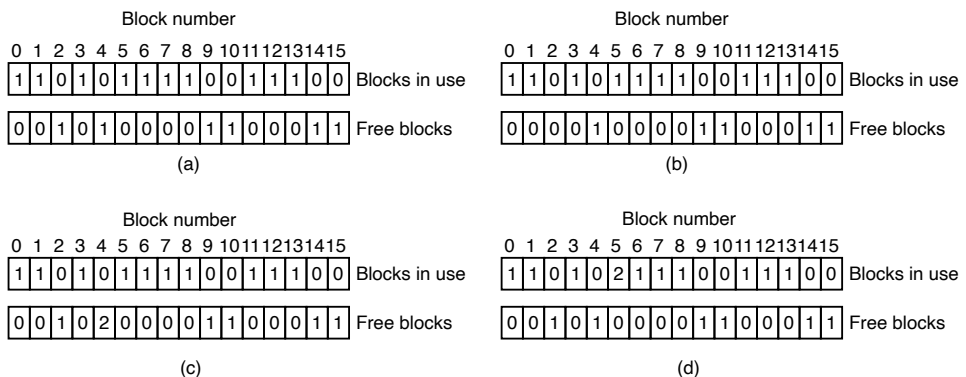 Block number
0 1 2 3 4 5 6 7 8 9 10 11 12 13 14 15
1 1 0 1 0 1 1 1 1 0 0 1 1 1 0 0 Blocks in use
0 0 1 0 1 0 0 0 0 1 1 0 0 0 1 1 Free blocks
(a)
Block number
0 1 2 3 4 5 6 7 8 9 10 11 12 13 14 15
1 1 0 1 0 1 1 1 1 0 0 1 1 1 0 0 Blocks in use
0 0 0 0 1 0 0 0 0 1 1 0 0 0 1 1 Free blocks
(b)
Block number
0 1 2 3 4 5 6 7 8 9 10 11 12 13 14 15
1 1 0 1 0 1 1 1 1 0 0 1 1 1 0 0 Blocks in use
0 0 1 0 2 0 0 0 0 1 1 0 0 0 1 1 Free blocks
(c)
Block number
0 1 2 3 4 5 6 7 8 9 10 11 12 13 14 15
1 1 0 1 0 2 1 1 1 0 0 1 1 1 0 0 Blocks in use
0 0 1 0 1 0 0 0 0 1 1 0 0 0 1 1 Free blocks
(d)